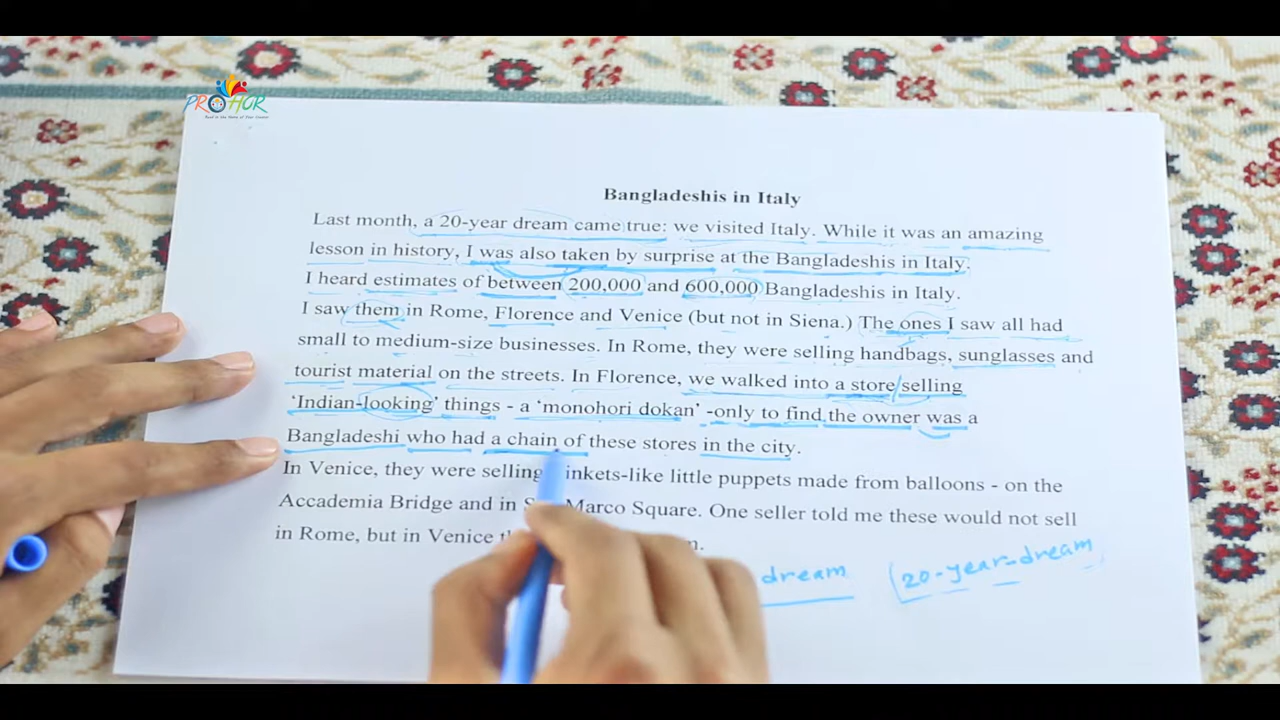 PROHOR
Bangladeshis in Italy
Last month, a 20-year dream came true: we visited Italy. While it was an amazing
lesson in history, I was also taken by surprise at the Bangladeshis in Italy.
I heard estimates of between 200,000 and 600,000 Bangladeshis in Italy.
I saw them in Rome, Florence and Venice (but not in Siena.) The ones I saw all had
small to medium-size businesses. In Rome, they were selling handbags, sunglasses and
tourist material on the streets. In Florence, we walked into a store selling
‘Indian-looking’ things - a ‘monohori dokan’ -only to find the owner was a
Bangladeshi who had a chain of these stores in the city.
In Venice, they were selling inkets-like little puppets made from balloons - on the
Accademia Bridge and in Marco Square. One seller told me these would not sell
in Rome, but in Venice
dream 20-year-dream